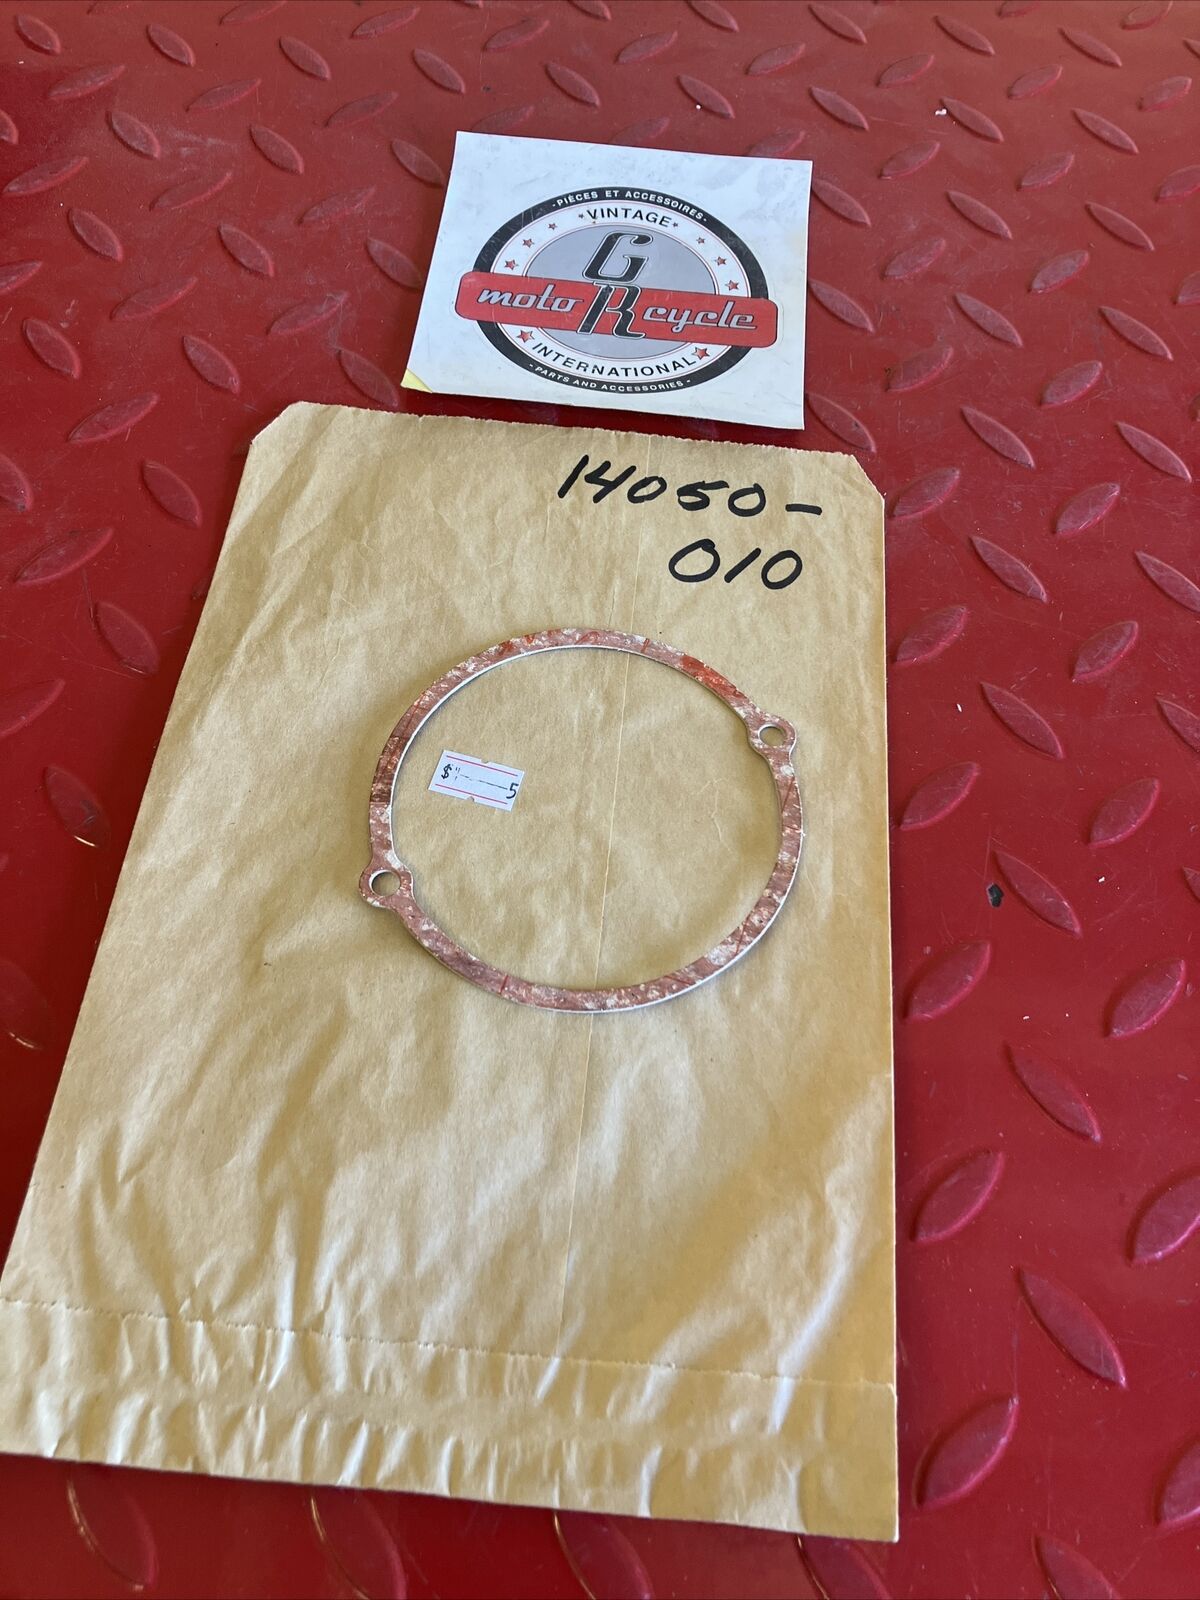 -PIÈCES ET ACCESSOIRES-
VINTAGE
G
moto R cycle
INTERNATIONAL
-PARTS AND ACCESSORIES-
14050-
010
$ 5